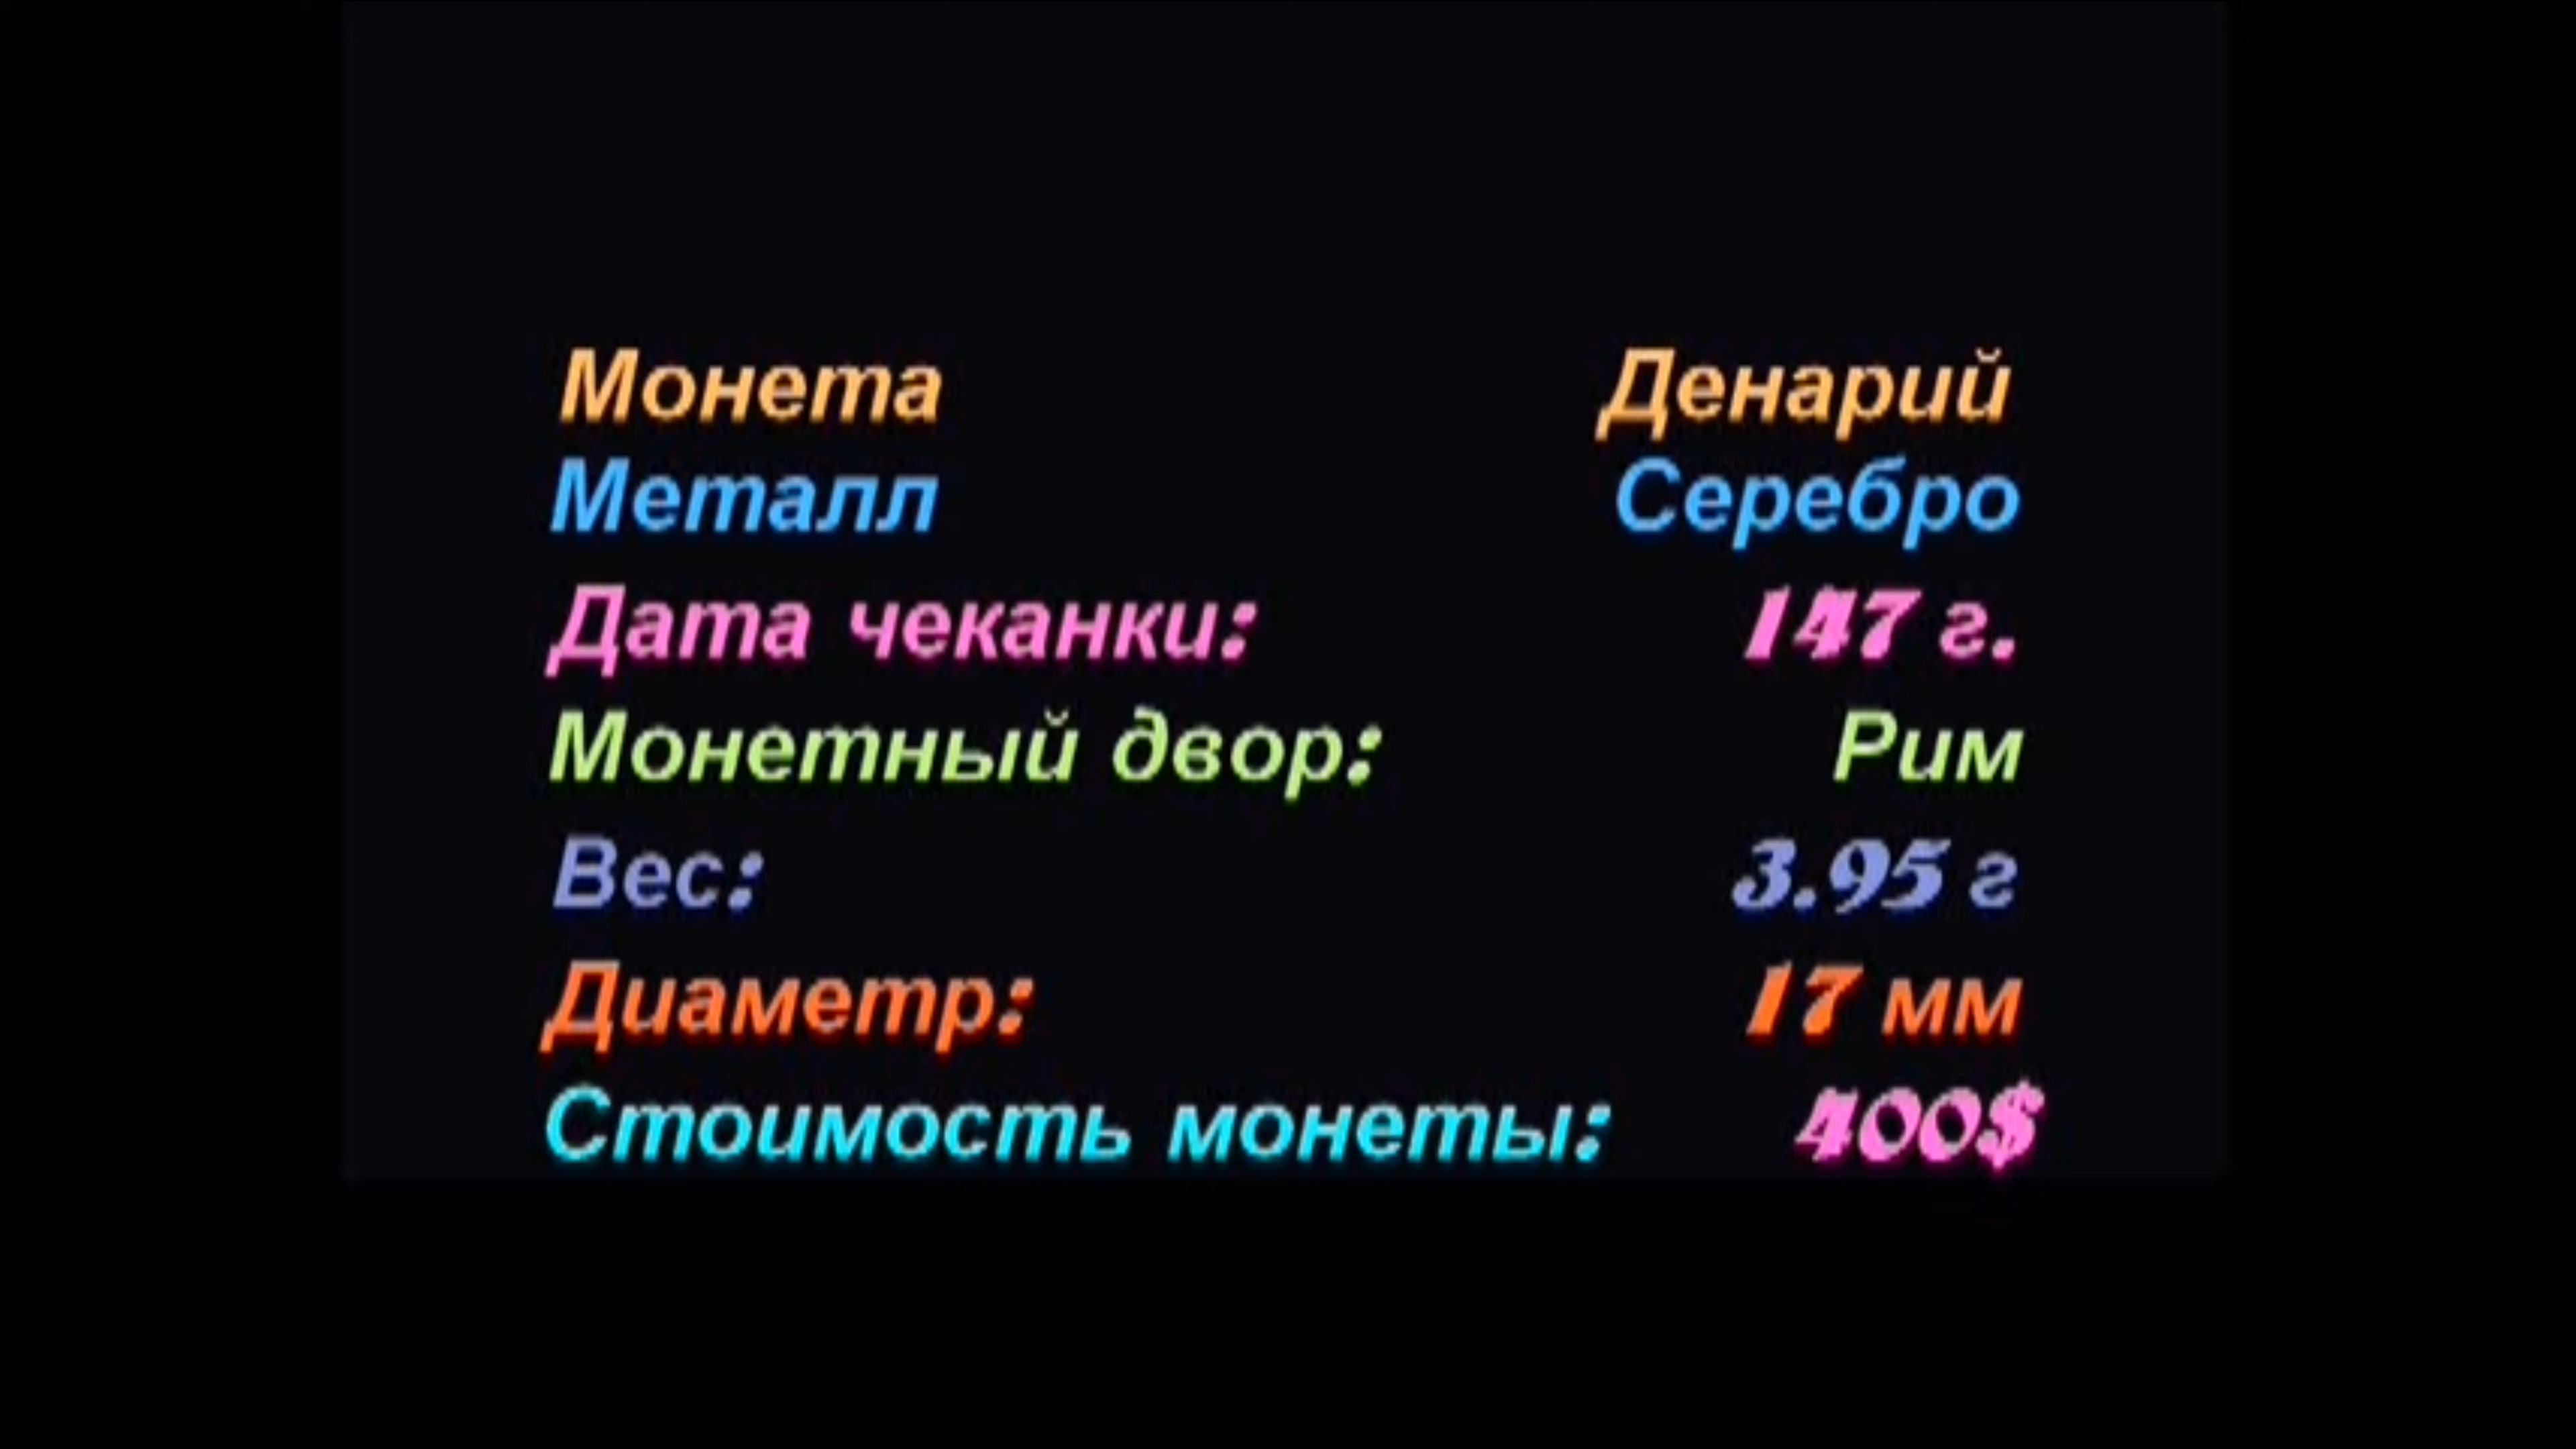 Монета Денарий
Металл Серебро
Дата чеканки: 147 г.
Монетный двор: Рим
Вес: 3.95 г
Диаметр: 17 мм
Стоимость монеты: 400$